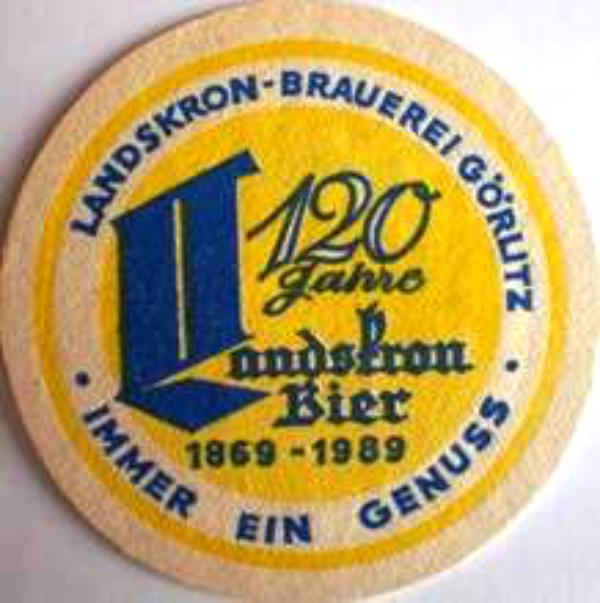 LANDSKRON-BRAUEREI GÖRLITZ
120
Jahre
Landskron
Bier
1869-1989
• IMMER EIN GENUSS •